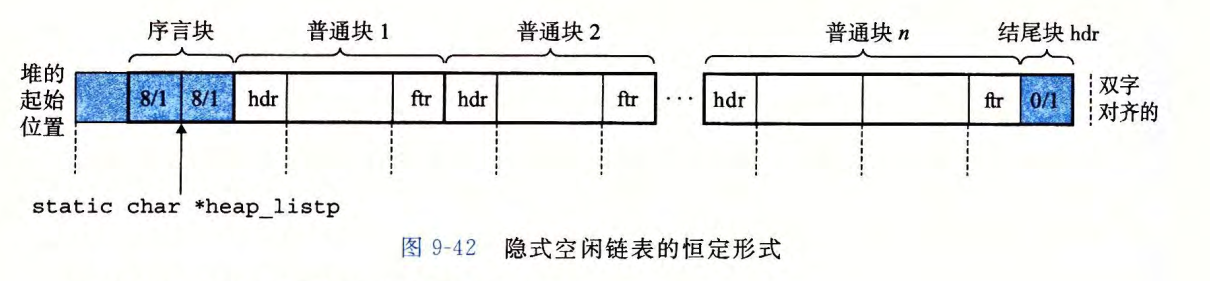 序言块 普通块 1 普通块 2 普通块 n 结尾块 hdr
堆的
起始
位置
8/1 8/1 hdr ftr hdr ftr ··· hdr ftr 0/1
双字
对齐的
static char *heap_listp
图 9-42 隐式空闲链表的恒定形式